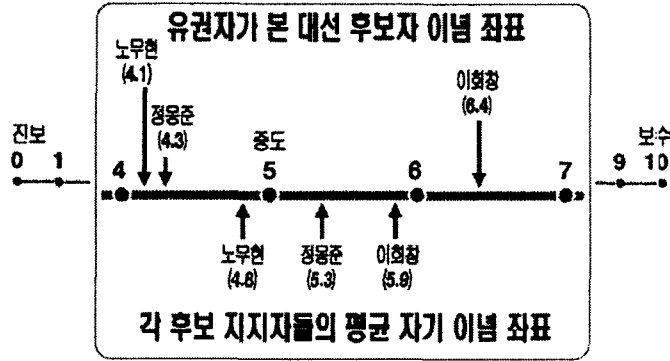 유권자가 본 대선 후보자 이념 좌표
노무현
(4.1)
정몽준
(4.3)
이회창
(6.4)
진보
중도
보수
0 1 4 5 6 7 9 10
노무현
(4.8)
정몽준
(5.3)
이회창
(5.9)
각 후보 지지자들의 평균 자기 이념 좌표